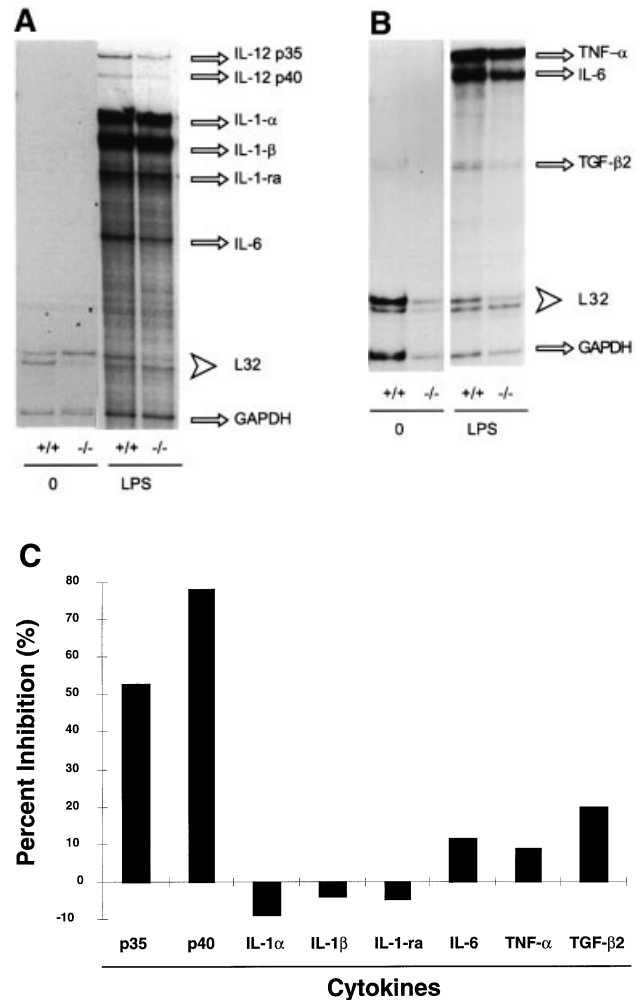 A
IL-12 p35
IL-12 p40
IL-1-α
IL-1-β
IL-1-ra
IL-6
L32
GAPDH
+/+ -/- +/+ -/-
0 LPS
B
TNF-α
IL-6
TGF-β2
L32
GAPDH
+/+ -/- +/+ -/-
0 LPS
C
Percent Inhibition (%)
80
70
60
50
40
30
20
10
0
-10
p35 p40 IL-1α IL-1β IL-1-ra IL-6 TNF-α TGF-β2
Cytokines